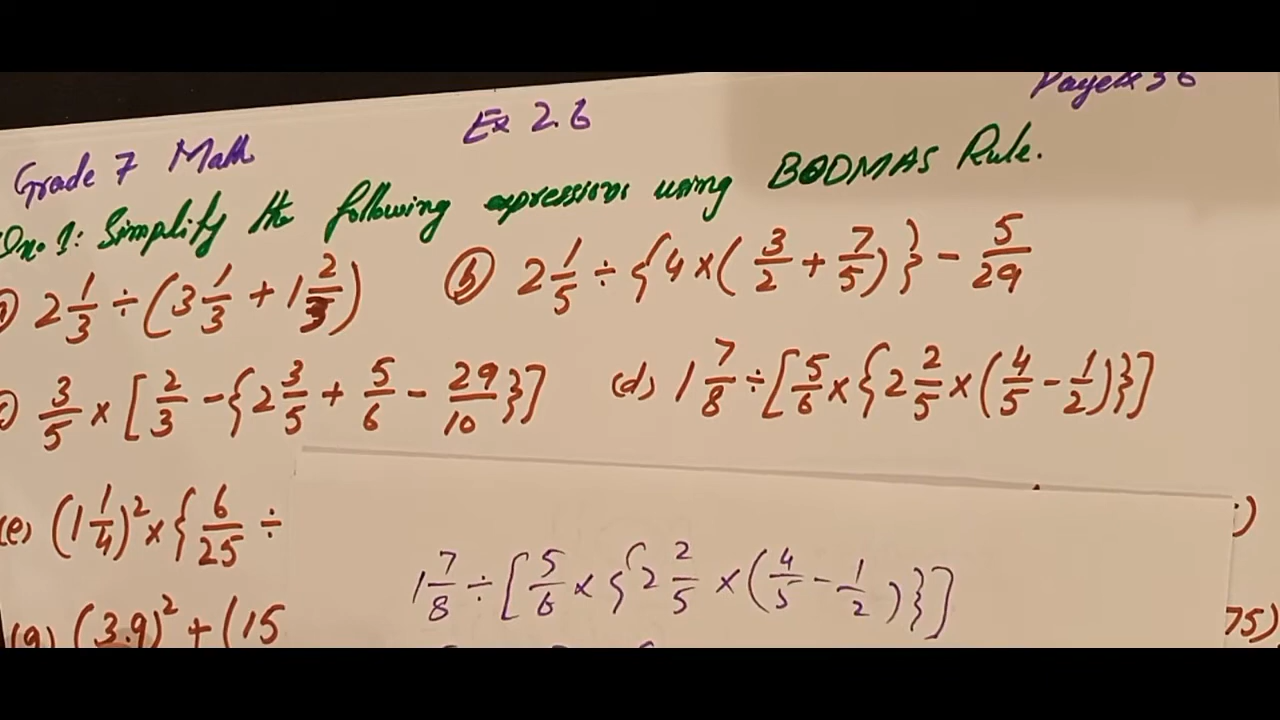 Page#36
Grade 7 Math Ex 2.6
Qno 1: Simplify the following expressions using BODMAS Rule.
2 1/3 ÷ (3 1/3 + 1 2/3) (b) 2 1/5 ÷ {4 × (3/2 + 7/5)} - 5/29
3/5 × [2/3 - {2 3/5 + 5/6 - 29/10}] (d) 1 7/8 ÷ [5/6 × {2 2/5 × (4/5 - 1/2)}]
(e) (1 1/4)² × {6/25 ÷
1 7/8 ÷ [5/6 × {2 2/5 × (4/5 - 1/2)}]
(g) (3.9)² + (15 75)